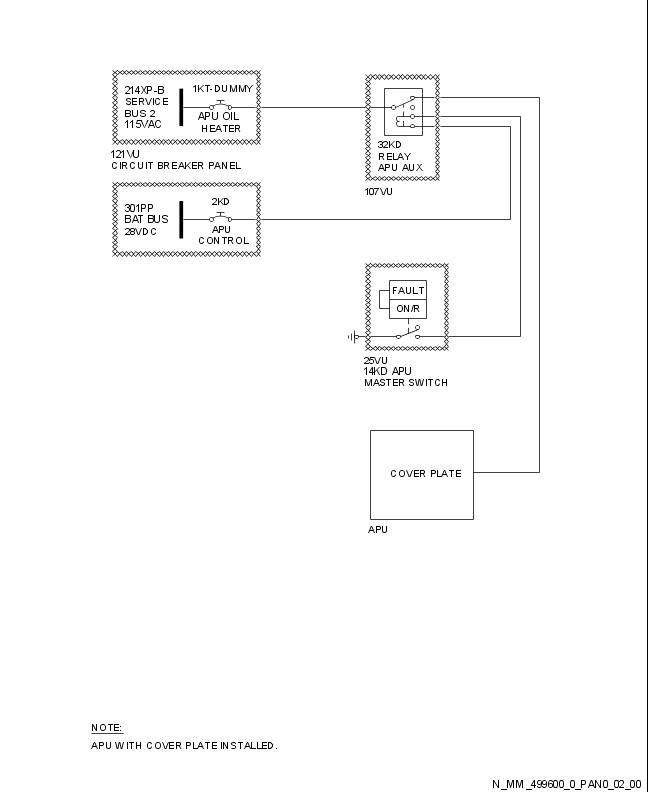 214XP-B
SERVICE
BUS 2
115VAC
1KT-DUMMY
APU OIL
HEATER
121VU
CIRCUIT BREAKER PANEL
32KD
RELAY
APU AUX
107VU
301PP
BAT BUS
28VDC
2KD
APU
CONTROL
FAULT
ON/R
25VU
14KD APU
MASTER SWITCH
COVER PLATE
APU
NOTE:
APU WITH COVER PLATE INSTALLED.
N_MM_499600_0_PAN0_02_00